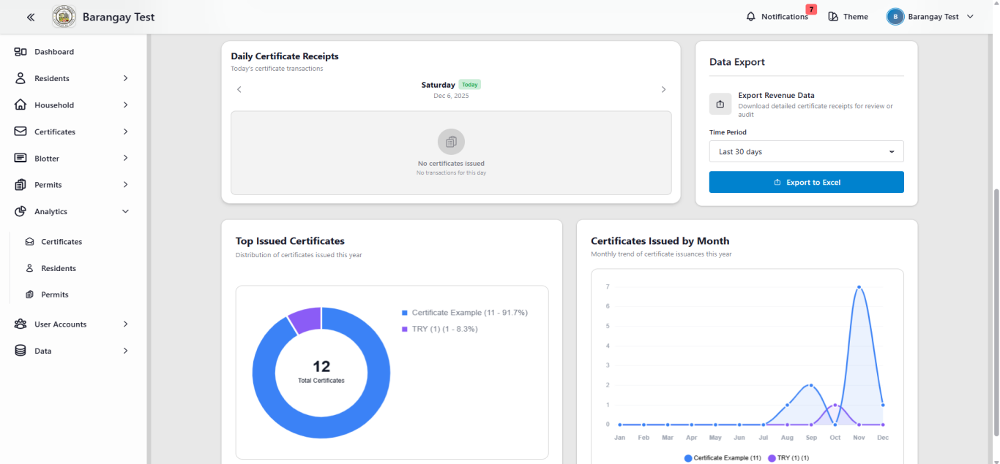 Barangay Test
Notifications
7
Theme
B
Barangay Test
Dashboard
Residents
Household
Certificates
Blotter
Permits
Analytics
Certificates
Residents
Permits
User Accounts
Data
Daily Certificate Receipts
Today's certificate transactions
Saturday Today
Dec 6, 2025
No certificates issued
No transactions for this day
Data Export
Export Revenue Data
Download detailed certificate receipts for review or
audit
Time Period
Last 30 days
Export to Excel
Top Issued Certificates
Distribution of certificates issued this year
12
Total Certificates
Certificate Example (11 - 91.7%)
TRY (1) (1 - 8.3%)
Certificates Issued by Month
Monthly trend of certificate issuances this year
7
6
5
4
3
2
1
0
Jan Feb Mar Apr May Jun Jul Aug Sep Oct Nov Dec
Certificate Example (11) TRY (1) (1)